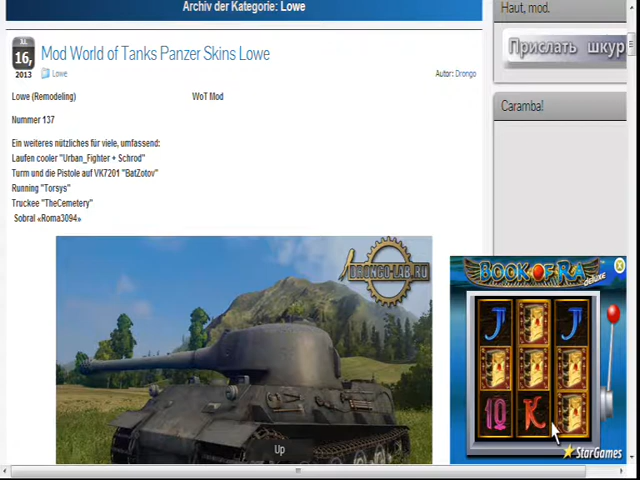 Archiv der Kategorie: Lowe
Haut, mod.
16,
2013
Mod World of Tanks Panzer Skins Lowe
Lowe
Autor: Drongo
Прислать шкур
Lowe (Remodeling) WoT Mod
Caramba!
Nummer 137
Ein weiteres nützliches für viele, umfassend:
Laufen cooler "Urban_Fighter + Schrod"
Turm und die Pistole auf VK7201 "BatZotov"
Running "Torsys"
Truckee "TheCemetery"
Sobral «Roma3094»
DRONGO-LAB.RU
BOOK OF RA
deluxe
J J
10 K
Up
StarGames